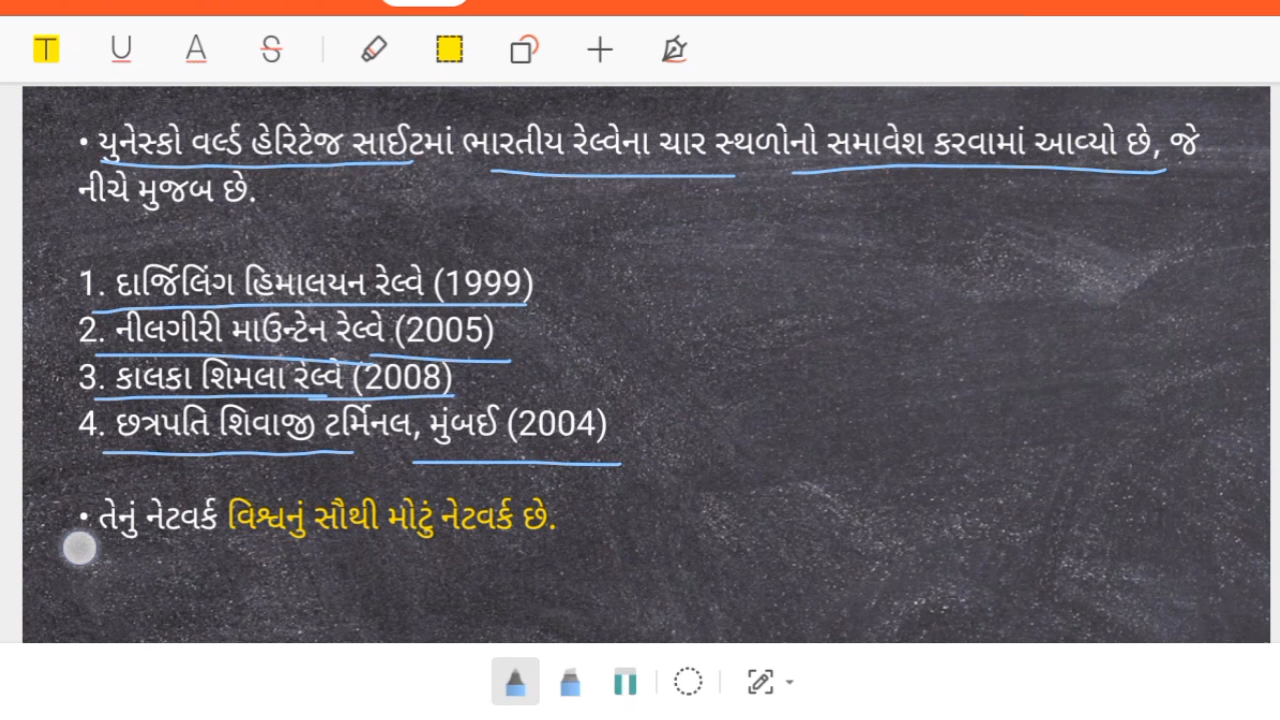 • યુનેસ્કો વર્લ્ડ હેરિટેજ સાઈટમાં ભારતીય રેલ્વેના ચાર સ્થળોનો સમાવેશ કરવામાં આવ્યો છે, જે
નીચે મુજબ છે.
1. દાર્જિલિંગ હિમાલયન રેલ્વે (1999)
2. નીલગીરી માઉન્ટેન રેલ્વે (2005)
3. કાલકા શિમલા રેલ્વે (2008)
4. છત્રપતિ શિવાજી ટર્મિનલ, મુંબઈ (2004)
• તેનું નેટવર્ક વિશ્વનું સૌથી મોટું નેટવર્ક છે.